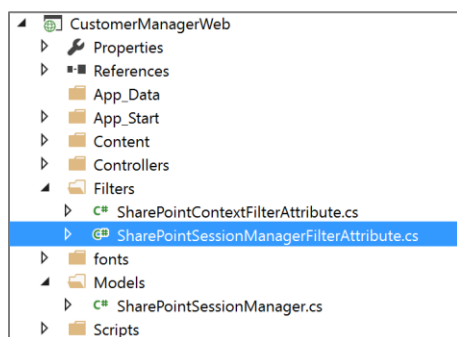 CustomerManagerWeb
Properties
References
App_Data
App_Start
Content
Controllers
Filters
C# SharePointContextFilterAttribute.cs
C# SharePointSessionManagerFilterAttribute.cs
fonts
Models
C# SharePointSessionManager.cs
Scripts